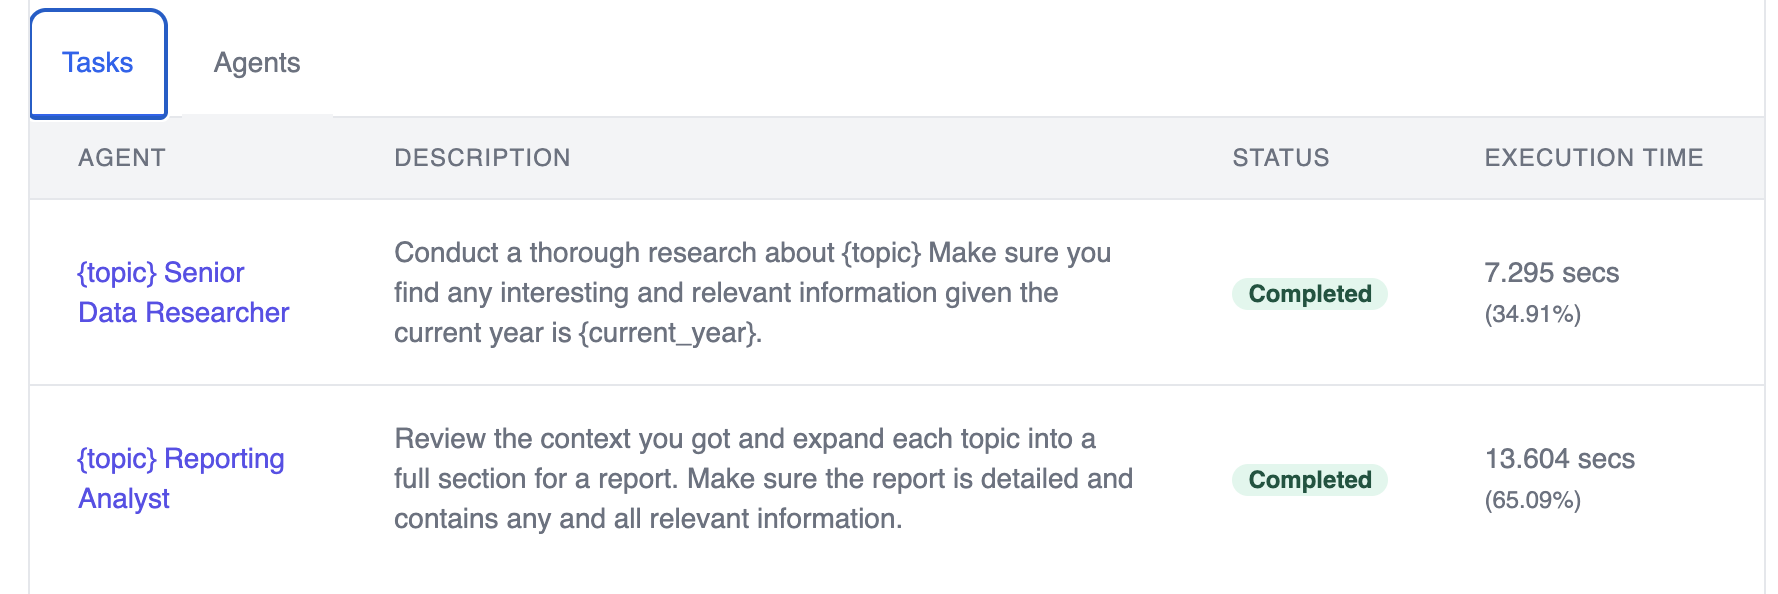 Tasks
Agents
AGENT
DESCRIPTION
STATUS
EXECUTION TIME
{topic} Senior
Data Researcher
Conduct a thorough research about {topic} Make sure you
find any interesting and relevant information given the
current year is {current_year}.
Completed
7.295 secs
(34.91%)
{topic} Reporting
Analyst
Review the context you got and expand each topic into a
full section for a report. Make sure the report is detailed and
contains any and all relevant information.
Completed
13.604 secs
(65.09%)